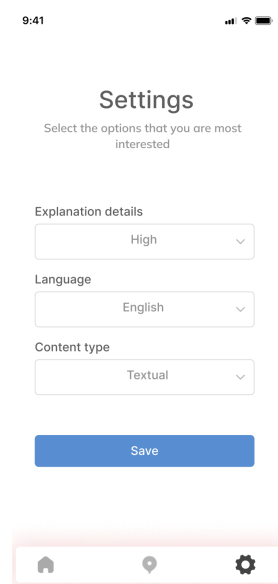 9:41
Settings
Select the options that you are most
interested
Explanation details
High
Language
English
Content type
Textual
Save